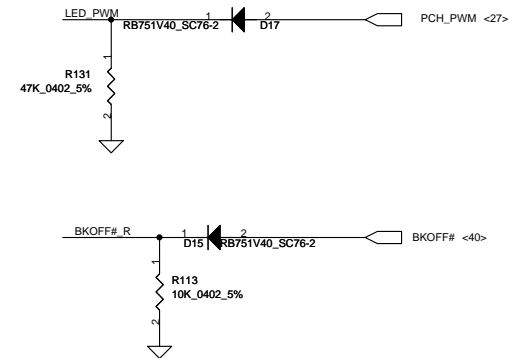 LED_PWM
1
2
RB751V40_SC76-2
D17
PCH_PWM <27>
1
R131
47K_0402_5%
2
BKOFF#_R
1
2
D15
RB751V40_SC76-2
BKOFF# <40>
1
R113
10K_0402_5%
2